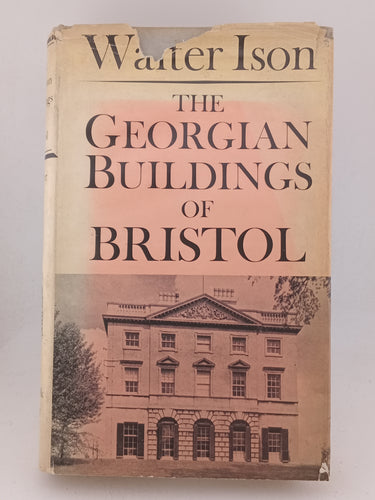 Walter Ison
THE
GEORGIAN
BUILDINGS
OF
BRISTOL